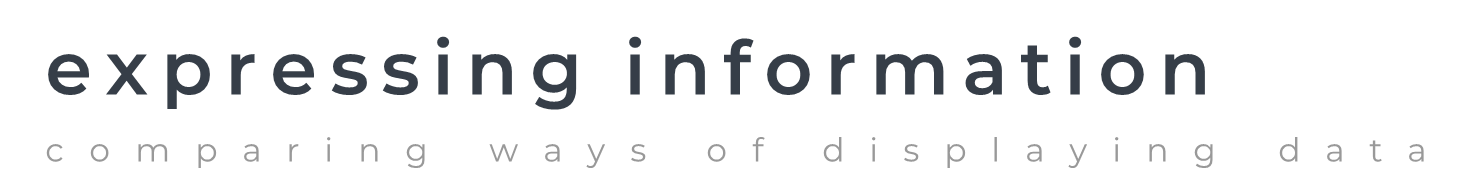 expressing information
comparing ways of displaying data